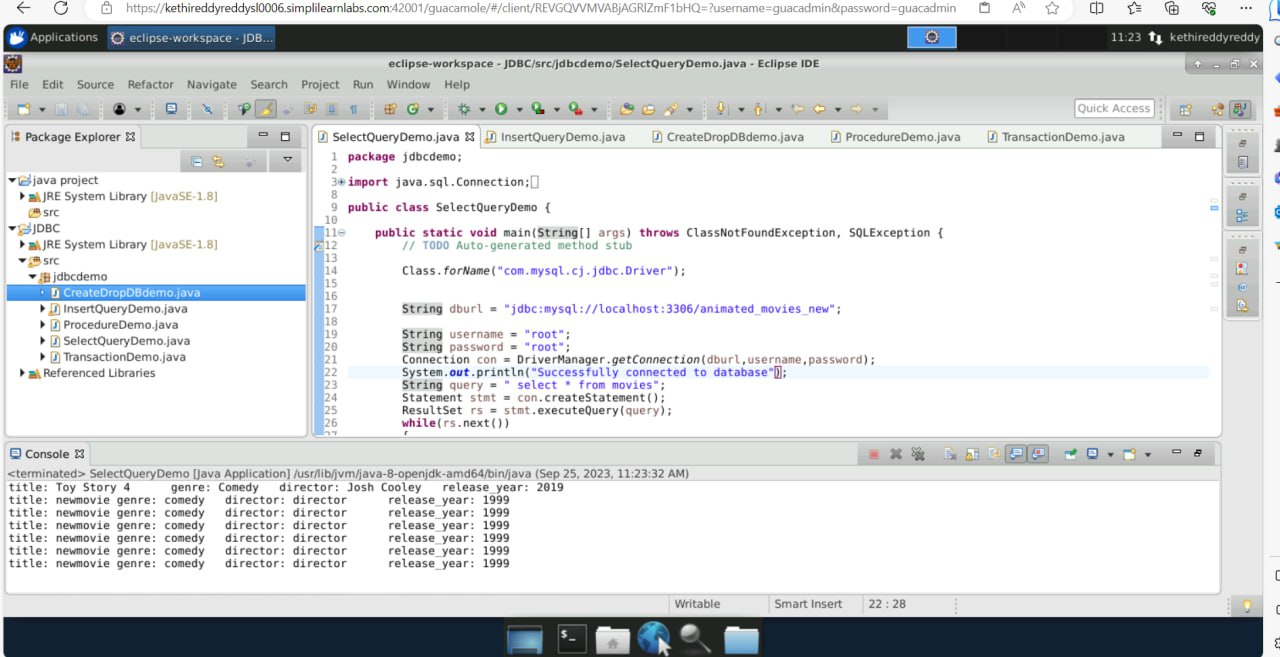 https://kethireddyreddysl0006.simplilearnlabs.com:42001/guacamole/#/client/REVGQVVMVABjAGRIZmF1bHQ=?username=guacadmin&password=guacadmin
Applications eclipse-workspace - JDB... 11:23 kethireddyreddy
eclipse-workspace - JDBC/src/jdbcdemo/SelectQueryDemo.java - Eclipse IDE
File Edit Source Refactor Navigate Search Project Run Window Help
Quick Access
Package Explorer
java project
JRE System Library [JavaSE-1.8]
src
JDBC
JRE System Library [JavaSE-1.8]
src
jdbcdemo
CreateDropDBdemo.java
InsertQueryDemo.java
ProcedureDemo.java
SelectQueryDemo.java
TransactionDemo.java
Referenced Libraries
SelectQueryDemo.java InsertQueryDemo.java CreateDropDBdemo.java ProcedureDemo.java TransactionDemo.java
1 package jdbcdemo;
2
3 import java.sql.Connection;
8
9 public class SelectQueryDemo {
10
11 public static void main(String[] args) throws ClassNotFoundException, SQLException {
12 // TODO Auto-generated method stub
13
14 Class.forName("com.mysql.cj.jdbc.Driver");
15
16
17 String dburl = "jdbc:mysql://localhost:3306/animated_movies_new";
18
19 String username = "root";
20 String password = "root";
21 Connection con = DriverManager.getConnection(dburl,username,password);
22 System.out.println("Successfully connected to database");
23 String query = " select * from movies";
24 Statement stmt = con.createStatement();
25 ResultSet rs = stmt.executeQuery(query);
26 while(rs.next())
27 {
Console
<terminated> SelectQueryDemo [Java Application] /usr/lib/jvm/java-8-openjdk-amd64/bin/java (Sep 25, 2023, 11:23:32 AM)
title: Toy Story 4 genre: Comedy director: Josh Cooley release_year: 2019
title: newmovie genre: comedy director: director release_year: 1999
title: newmovie genre: comedy director: director release_year: 1999
title: newmovie genre: comedy director: director release_year: 1999
title: newmovie genre: comedy director: director release_year: 1999
title: newmovie genre: comedy director: director release_year: 1999
title: newmovie genre: comedy director: director release_year: 1999
Writable Smart Insert 22 : 28